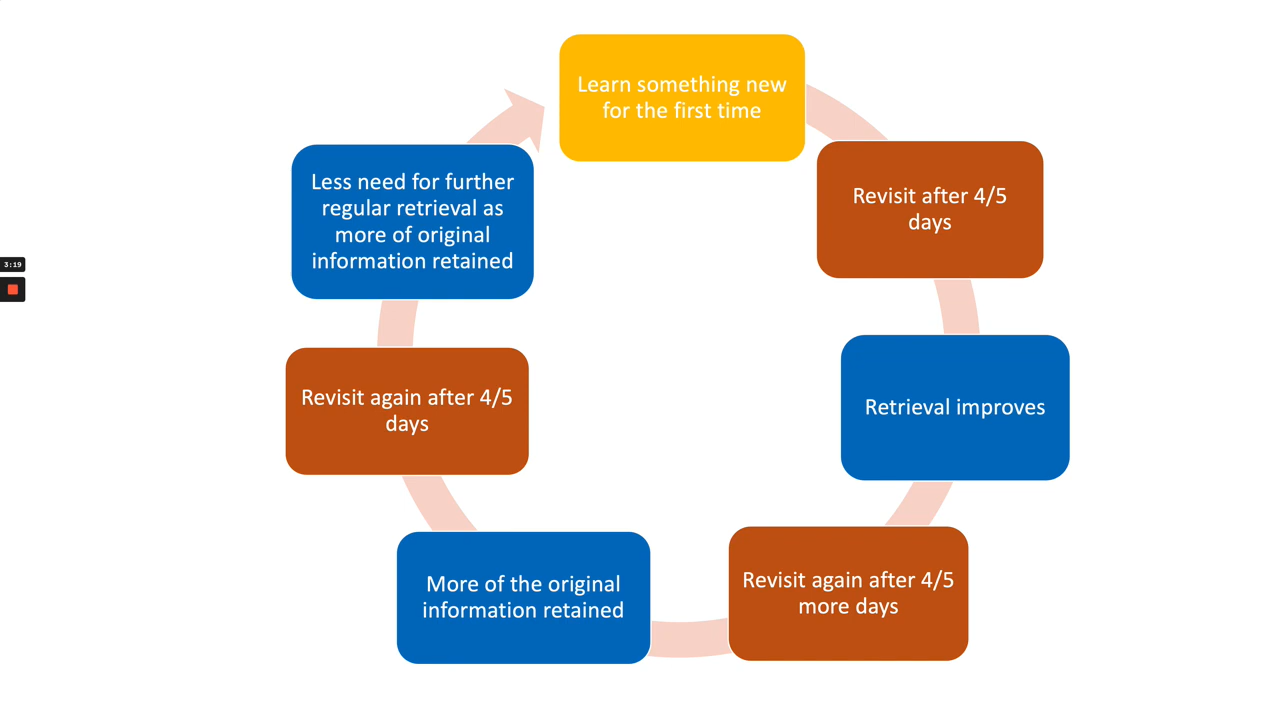 Learn something new
for the first time
Revisit after 4/5
days
Retrieval improves
Revisit again after 4/5
more days
More of the original
information retained
Revisit again after 4/5
days
Less need for further
regular retrieval as
more of original
information retained
3:19